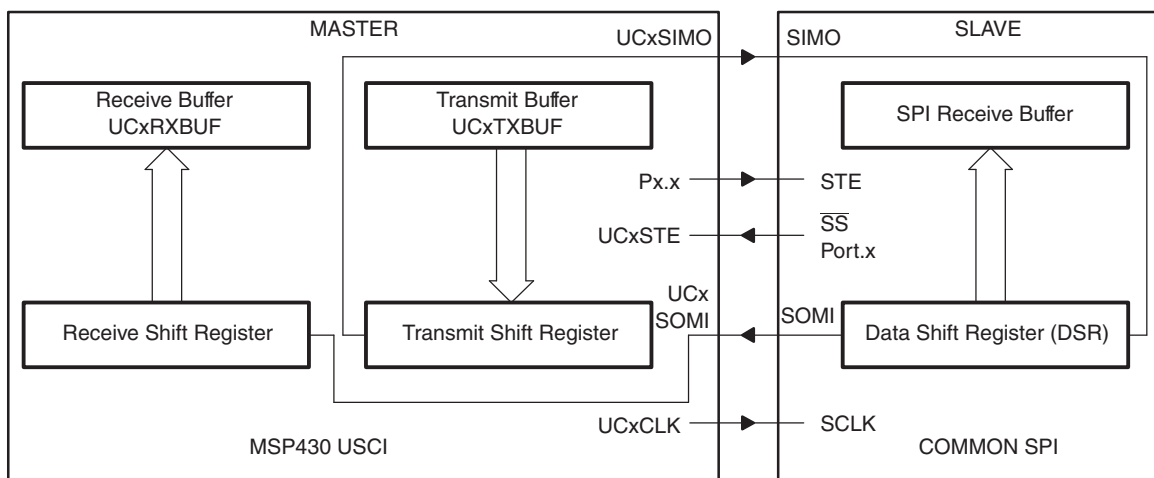 MASTER
UCxSIMO
SIMO
SLAVE
Receive Buffer
UCxRXBUF
Transmit Buffer
UCxTXBUF
SPI Receive Buffer
Px.x
STE
UCxSTE
SS
Port.x
UCx
SOMI
SOMI
Receive Shift Register
Transmit Shift Register
Data Shift Register (DSR)
UCxCLK
SCLK
MSP430 USCI
COMMON SPI